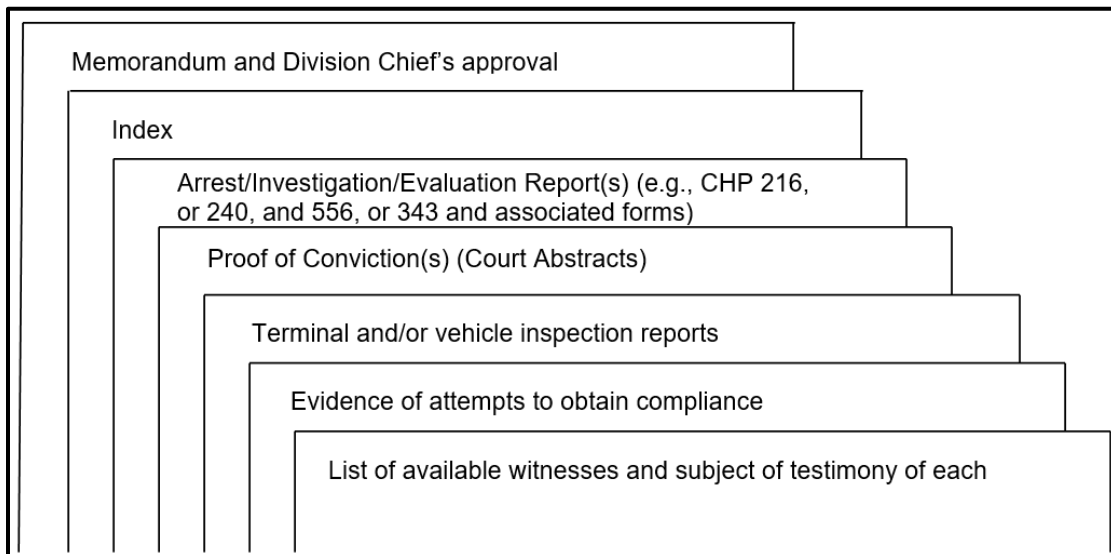 Memorandum and Division Chief’s approval
Index
Arrest/Investigation/Evaluation Report(s) (e.g., CHP 216,
or 240, and 556, or 343 and associated forms)
Proof of Conviction(s) (Court Abstracts)
Terminal and/or vehicle inspection reports
Evidence of attempts to obtain compliance
List of available witnesses and subject of testimony of each